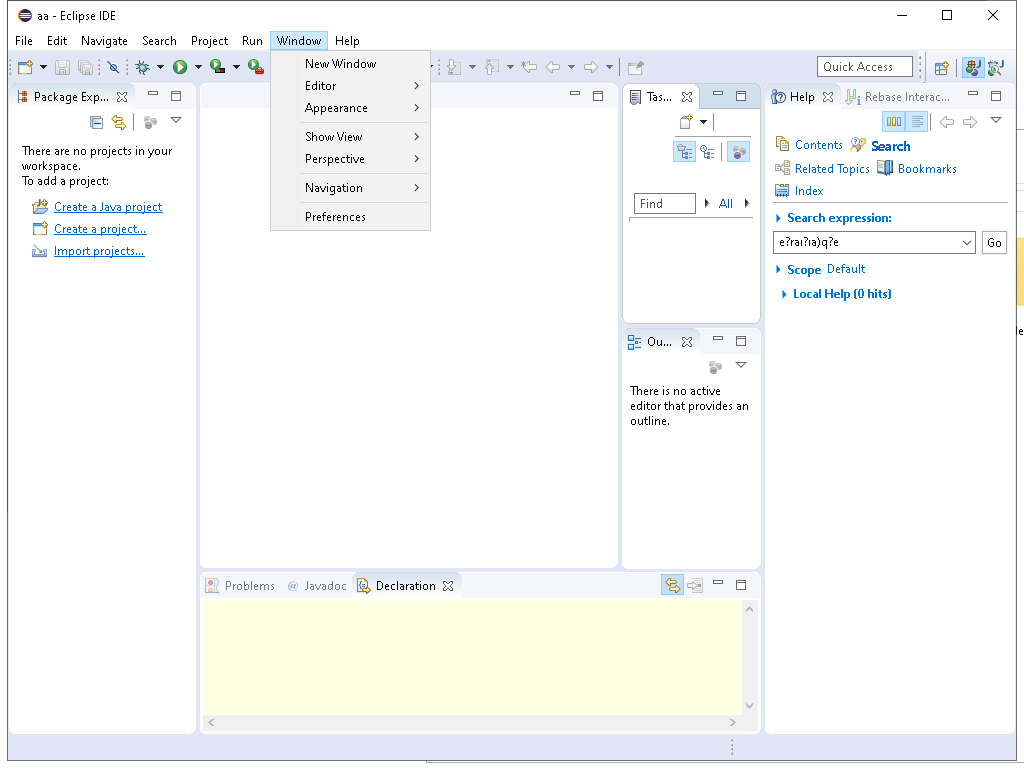 aa - Eclipse IDE
File Edit Navigate Search Project Run Window Help
Quick Access
New Window
Editor
Appearance
Show View
Perspective
Navigation
Preferences
Package Exp...
There are no projects in your
workspace.
To add a project:
Create a Java project
Create a project...
Import projects...
Tas...
Find
All
Ou...
There is no active
editor that provides an
outline.
Help
Rebase Interac...
Contents
Search
Related Topics
Bookmarks
Index
Search expression:
e?raı?ıa)q?e
Go
Scope Default
Local Help (0 hits)
Problems
@ Javadoc
Declaration